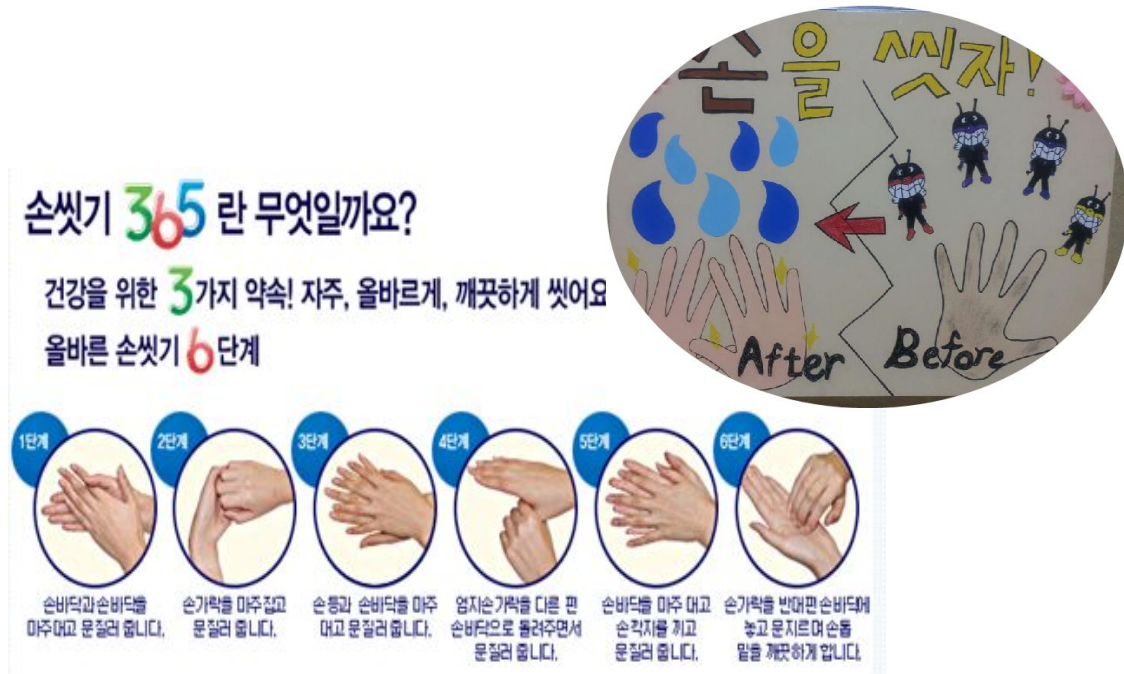 손을 씻자!
After
Before
손씻기 365 란 무엇일까요?
건강을 위한 3가지 약속! 자주, 올바르게, 깨끗하게 씻어요
올바른 손씻기 6단계
1단계
손바닥과 손바닥을
마주대고 문질러 줍니다.
2단계
손가락을 마주잡고
문질러 줍니다.
3단계
손등과 손바닥을 마주
대고 문질러 줍니다.
4단계
엄지손가락을 다른 편
손바닥으로 돌려주면서
문질러 줍니다.
5단계
손바닥을 마주 대고
손깍지를 끼고
문질러 줍니다.
6단계
손가락을 반대편 손바닥에
놓고 문지르며 손톱
밑을 깨끗하게 합니다.